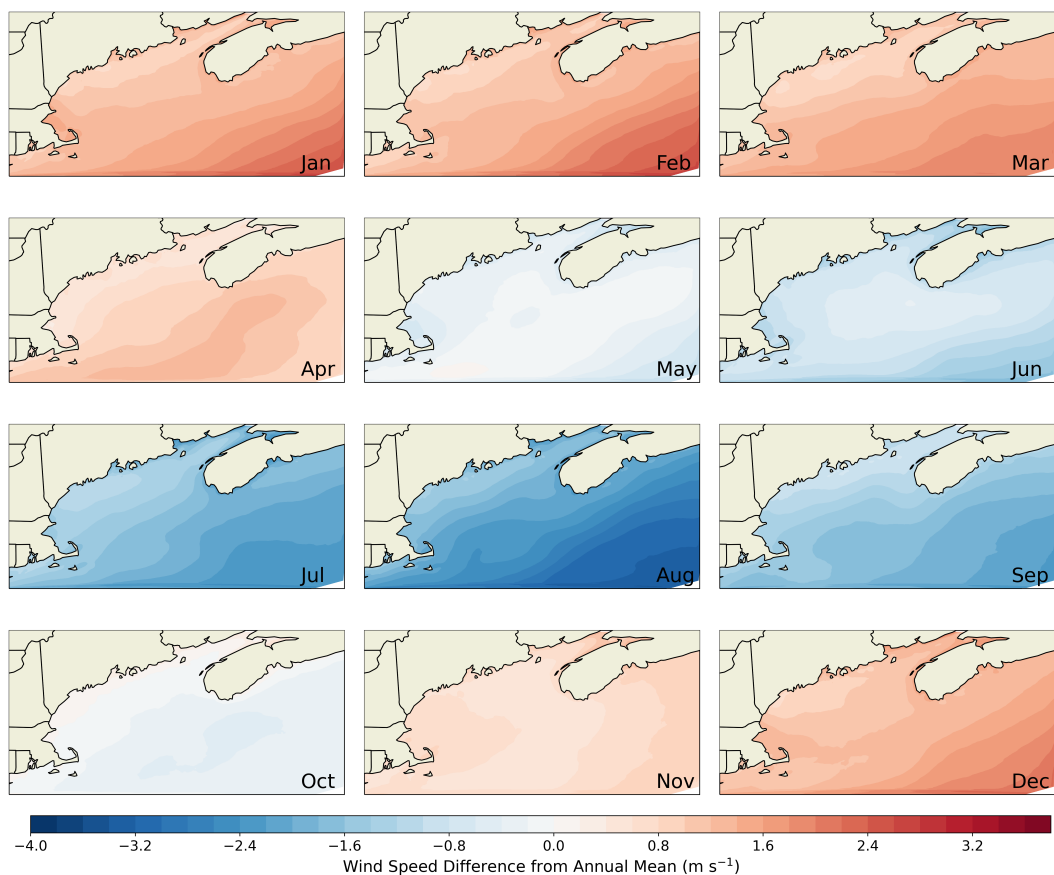 Jan
Feb
Mar
Apr
May
Jun
Jul
Aug
Sep
Oct
Nov
Dec
−4.0 −3.2 −2.4 −1.6 −0.8 0.0 0.8 1.6 2.4 3.2
Wind Speed Difference from Annual Mean (m s⁻¹)